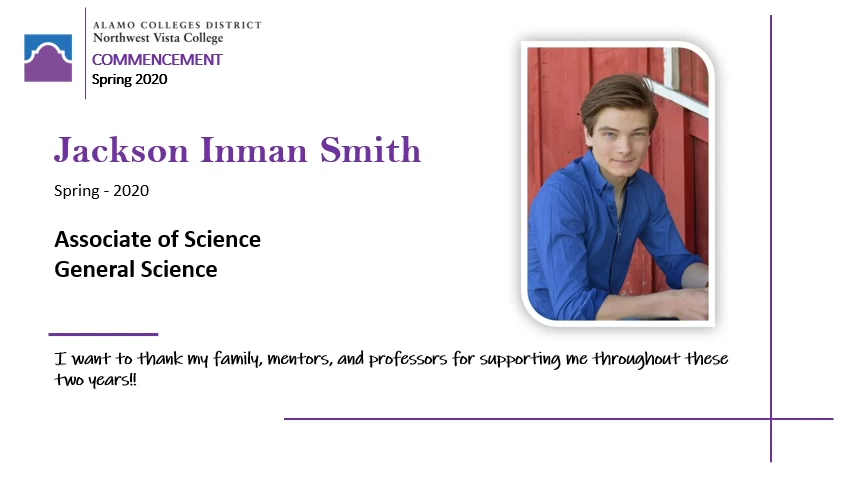 ALAMO COLLEGES DISTRICT
Northwest Vista College
COMMENCEMENT
Spring 2020
Jackson Inman Smith
Spring - 2020
Associate of Science
General Science
I want to thank my family, mentors, and professors for supporting me throughout these
two years!!